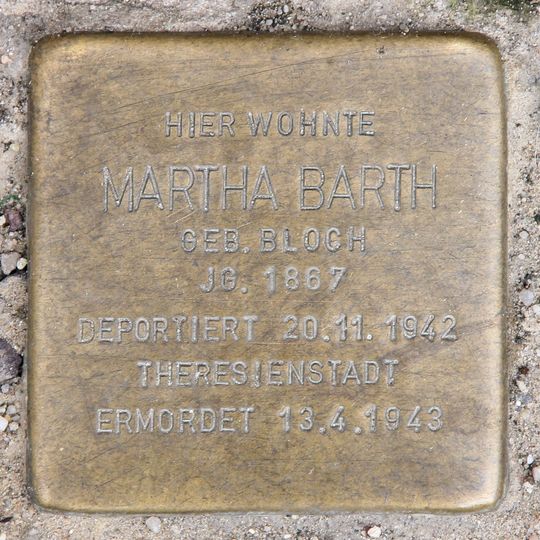 HIER WOHNTE
MARTHA BARTH
GEB. BLOCH
JG. 1867
DEPORTIERT 20.11.1942
THERESIENSTADT
ERMORDET 13.4.1943